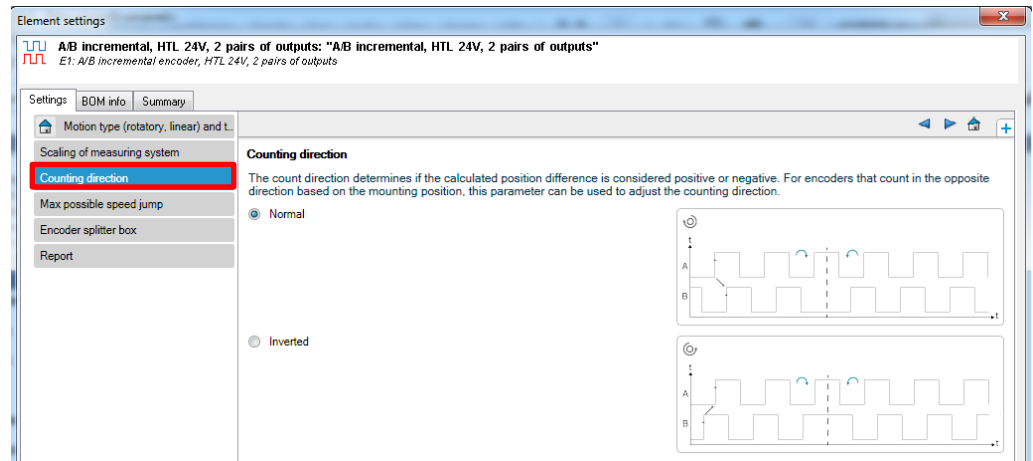 Element settings
A/B incremental, HTL 24V, 2 pairs of outputs: "A/B incremental, HTL 24V, 2 pairs of outputs"
E1: A/B incremental encoder, HTL 24V, 2 pairs of outputs
Settings BOM info Summary
Motion type (rotatory, linear) and t...
Scaling of measuring system
Counting direction
Max possible speed jump
Encoder splitter box
Report
Counting direction
The count direction determines if the calculated position difference is considered positive or negative. For encoders that count in the opposite
direction based on the mounting position, this parameter can be used to adjust the counting direction.
Normal
t
A
B
t
Inverted
t
A
B
t